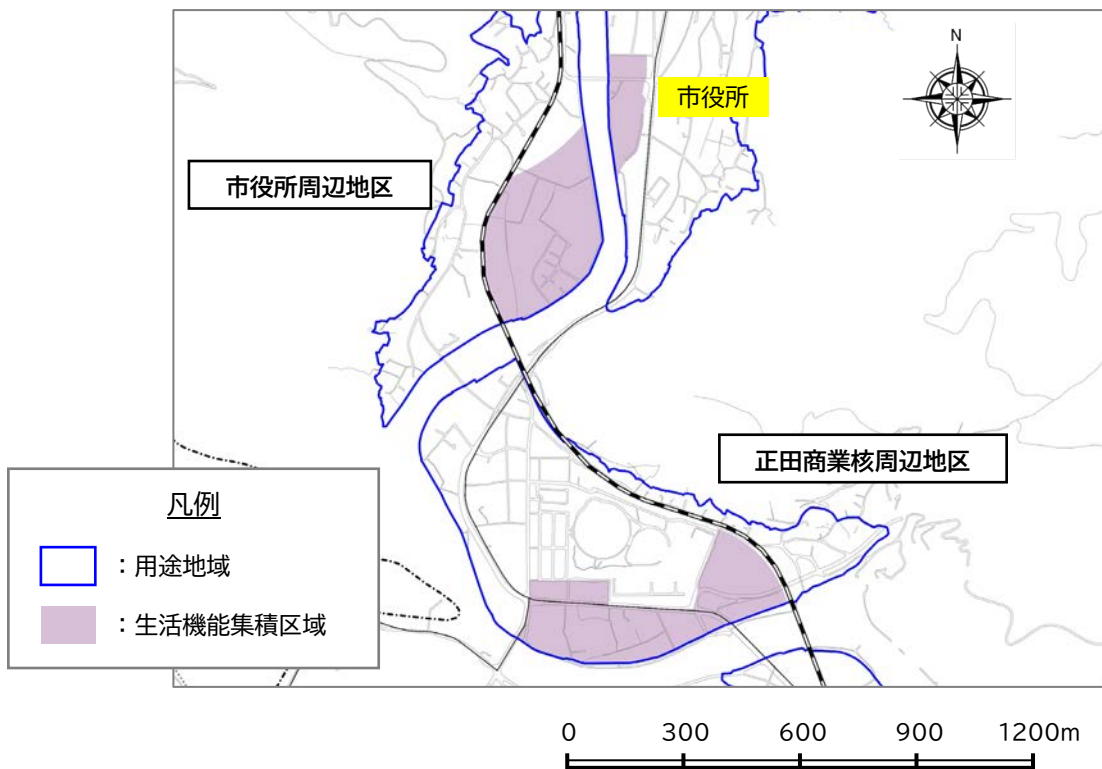 N
市役所
市役所周辺地区
正田商業核周辺地区
凡例
：用途地域
：生活機能集積区域
0 300 600 900 1200m